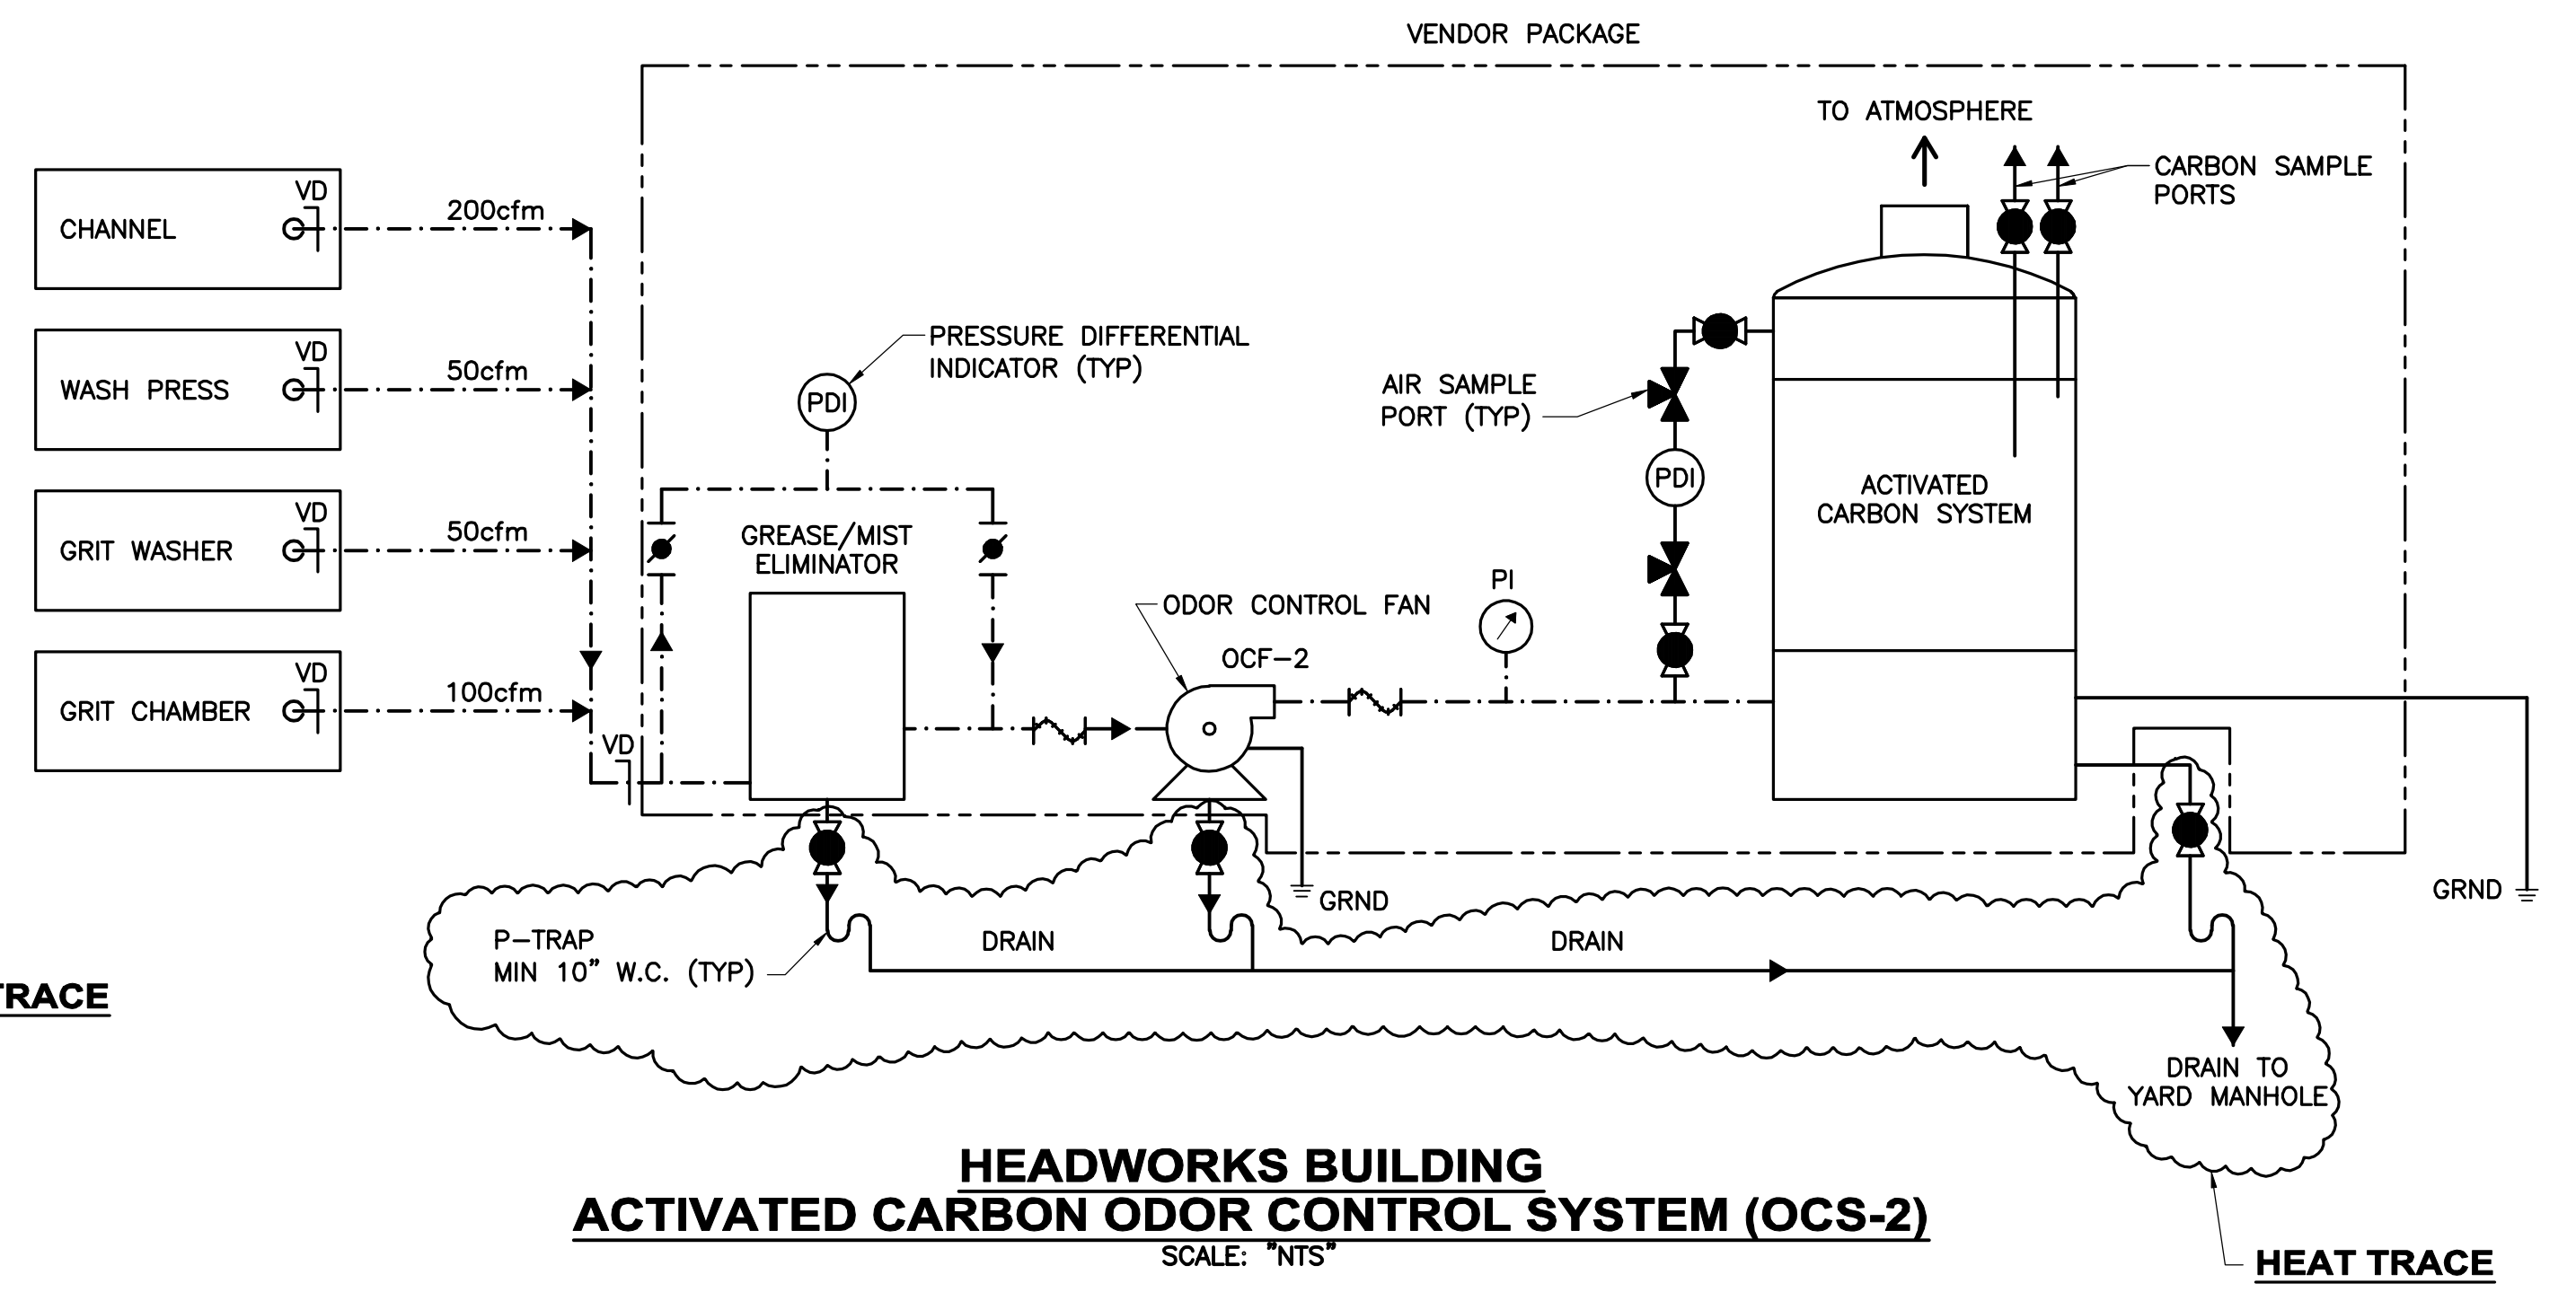 VENDOR PACKAGE
TO ATMOSPHERE
CARBON SAMPLE
PORTS
VD
CHANNEL
200cfm
VD
WASH PRESS
50cfm
VD
GRIT WASHER
50cfm
VD
GRIT CHAMBER
100cfm
VD
PRESSURE DIFFERENTIAL
INDICATOR (TYP)
PDI
GREASE/MIST
ELIMINATOR
ODOR CONTROL FAN
OCF-2
PI
AIR SAMPLE
PORT (TYP)
PDI
ACTIVATED
CARBON SYSTEM
GRND
GRND
P-TRAP
MIN 10" W.C. (TYP)
DRAIN
DRAIN
DRAIN TO
YARD MANHOLE
TRACE
HEADWORKS BUILDING
ACTIVATED CARBON ODOR CONTROL SYSTEM (OCS-2)
SCALE: "NTS"
HEAT TRACE